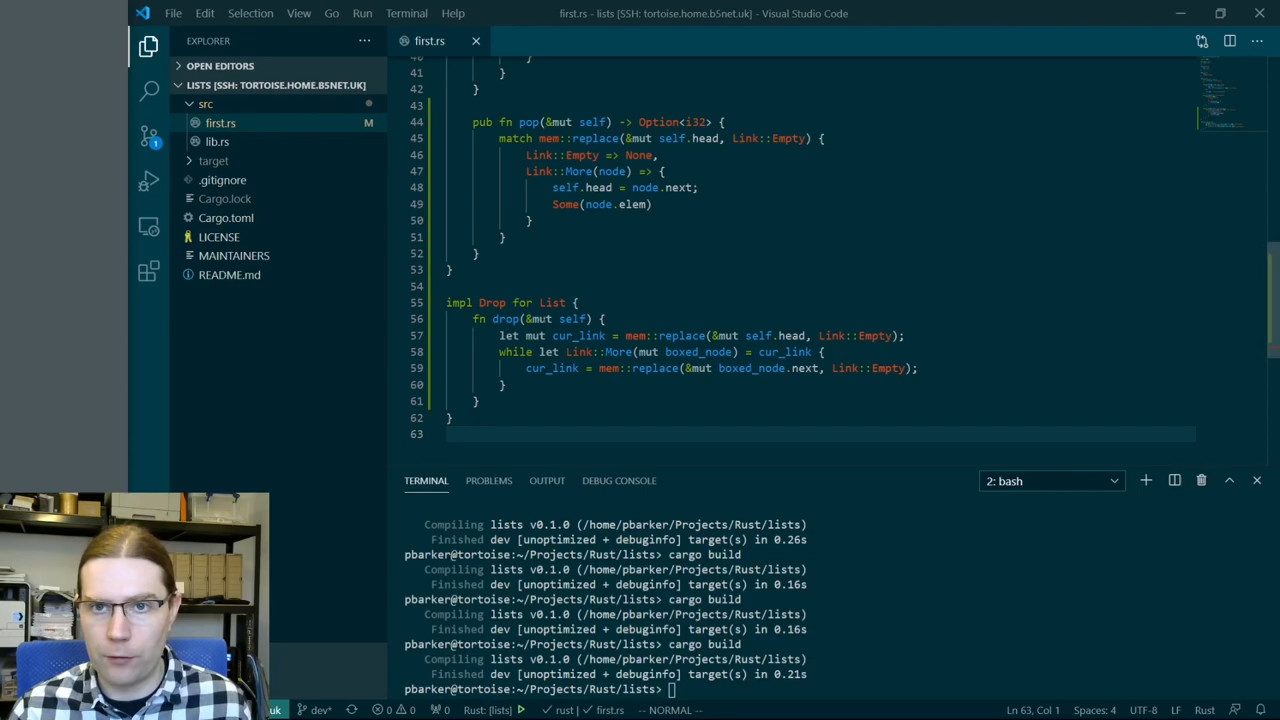 File Edit Selection View Go Run Terminal Help
first.rs - lists [SSH: tortoise.home.b5net.uk] - Visual Studio Code
EXPLORER
OPEN EDITORS
LISTS [SSH: TORTOISE.HOME.B5NET.UK]
src
first.rs M
lib.rs
target
.gitignore
Cargo.lock
Cargo.toml
LICENSE
MAINTAINERS
README.md
1
first.rs
41 }
42 }
43
44 pub fn pop(&mut self) -> Option<i32> {
45 match mem::replace(&mut self.head, Link::Empty) {
46 Link::Empty => None,
47 Link::More(node) => {
48 self.head = node.next;
49 Some(node.elem)
50 }
51 }
52 }
53 }
54
55 impl Drop for List {
56 fn drop(&mut self) {
57 let mut cur_link = mem::replace(&mut self.head, Link::Empty);
58 while let Link::More(mut boxed_node) = cur_link {
59 cur_link = mem::replace(&mut boxed_node.next, Link::Empty);
60 }
61 }
62 }
63
TERMINAL PROBLEMS OUTPUT DEBUG CONSOLE
2: bash
Compiling lists v0.1.0 (/home/pbarker/Projects/Rust/lists)
Finished dev [unoptimized + debuginfo] target(s) in 0.26s
pbarker@tortoise:~/Projects/Rust/lists> cargo build
Compiling lists v0.1.0 (/home/pbarker/Projects/Rust/lists)
Finished dev [unoptimized + debuginfo] target(s) in 0.16s
pbarker@tortoise:~/Projects/Rust/lists> cargo build
Compiling lists v0.1.0 (/home/pbarker/Projects/Rust/lists)
Finished dev [unoptimized + debuginfo] target(s) in 0.16s
pbarker@tortoise:~/Projects/Rust/lists> cargo build
Compiling lists v0.1.0 (/home/pbarker/Projects/Rust/lists)
Finished dev [unoptimized + debuginfo] target(s) in 0.21s
pbarker@tortoise:~/Projects/Rust/lists>
uk dev* 0 0 0 Rust: [lists] rust | first.rs -- NORMAL -- Ln 63, Col 1 Spaces: 4 UTF-8 LF Rust